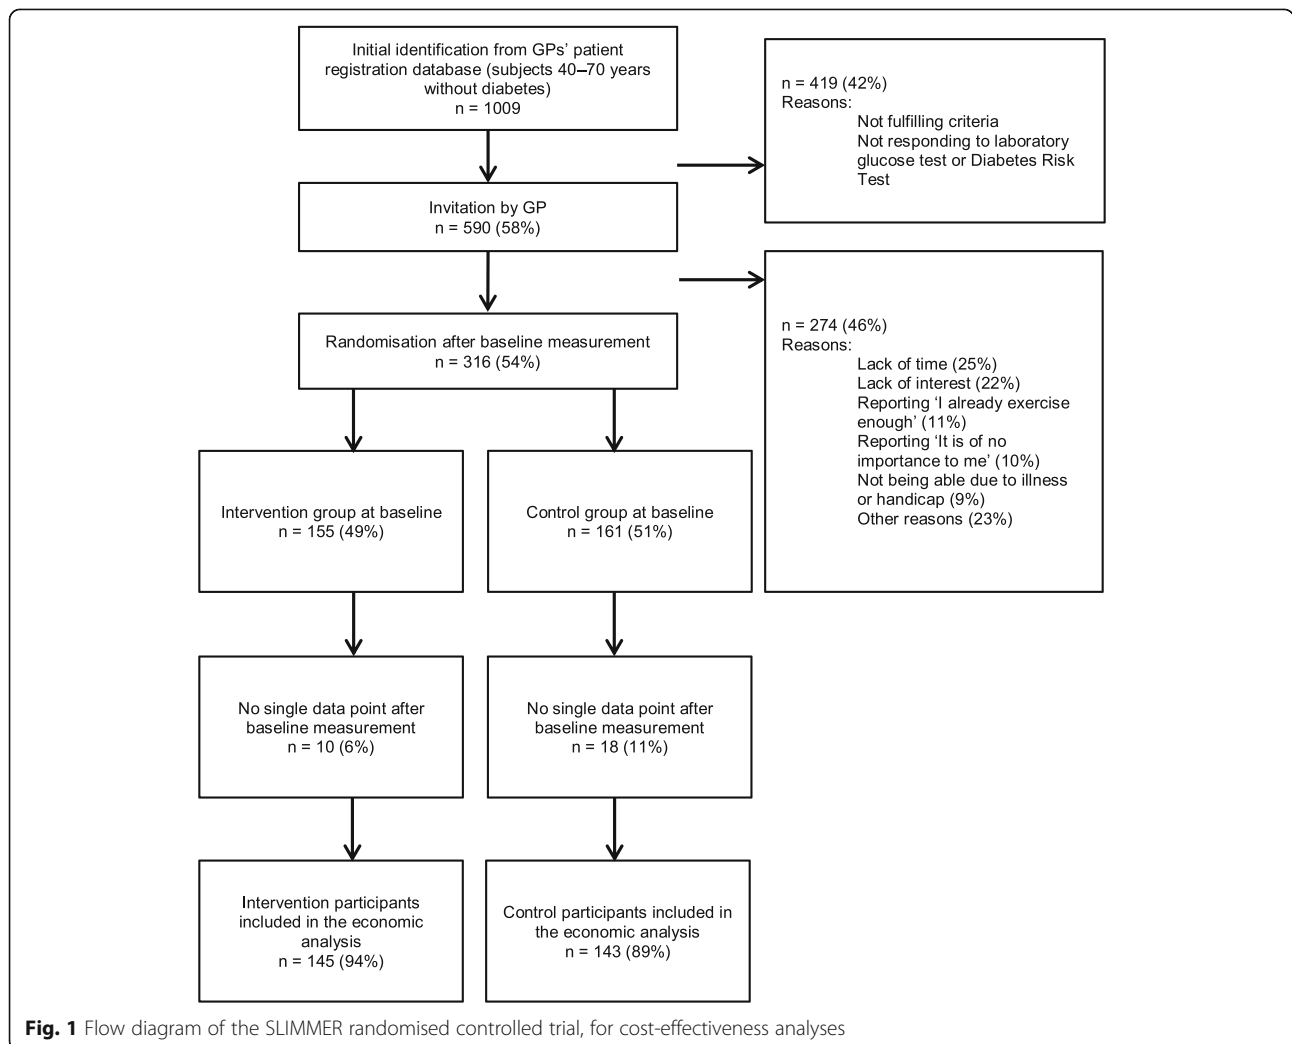 Initial identification from GPs’ patient
registration database (subjects 40–70 years
without diabetes)
n = 1009
n = 419 (42%)
Reasons:
Not fulfilling criteria
Not responding to laboratory
glucose test or Diabetes Risk
Test
Invitation by GP
n = 590 (58%)
n = 274 (46%)
Reasons:
Lack of time (25%)
Lack of interest (22%)
Reporting ‘I already exercise
enough’ (11%)
Reporting ‘It is of no
importance to me’ (10%)
Not being able due to illness
or handicap (9%)
Other reasons (23%)
Randomisation after baseline measurement
n = 316 (54%)
Intervention group at baseline
n = 155 (49%)
Control group at baseline
n = 161 (51%)
No single data point after
baseline measurement
n = 10 (6%)
No single data point after
baseline measurement
n = 18 (11%)
Intervention participants
included in the economic
analysis
n = 145 (94%)
Control participants included in
the economic analysis
n = 143 (89%)
Fig. 1 Flow diagram of the SLIMMER randomised controlled trial, for cost-effectiveness analyses